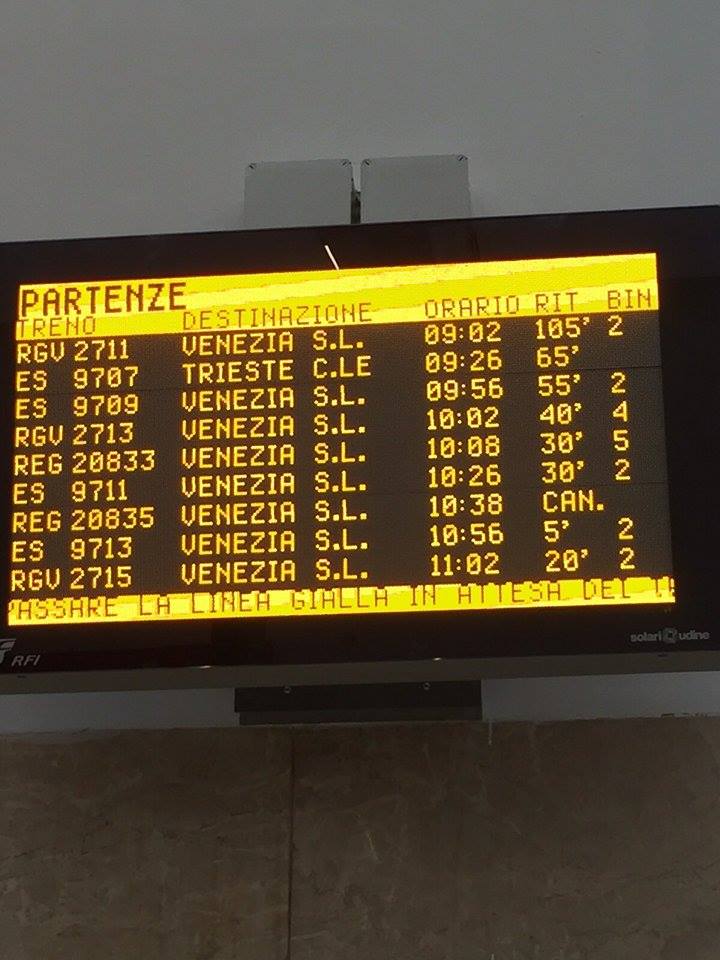 PARTENZE
TRENO DESTINAZIONE ORARIO RIT BIN
RGV 2711 VENEZIA S.L. 09:02 105' 2
ES 9707 TRIESTE C.LE 09:26 65'
ES 9709 VENEZIA S.L. 09:56 55' 2
RGV 2713 VENEZIA S.L. 10:02 40' 4
REG 20833 VENEZIA S.L. 10:08 30' 5
ES 9711 VENEZIA S.L. 10:26 30' 2
REG 20835 VENEZIA S.L. 10:38 CAN.
ES 9713 VENEZIA S.L. 10:56 5' 2
RGV 2715 VENEZIA S.L. 11:02 20' 2
ASSARE LA LINEA GIALLA IN ATTESA DEL T
RFI
solari udine